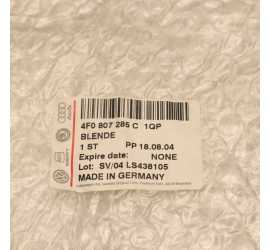 4F0 807 285 C 1QP
BLENDE
1 ST PP 18.08.04
Expire date: NONE
Lot: SV/04 LS436105
MADE IN GERMANY